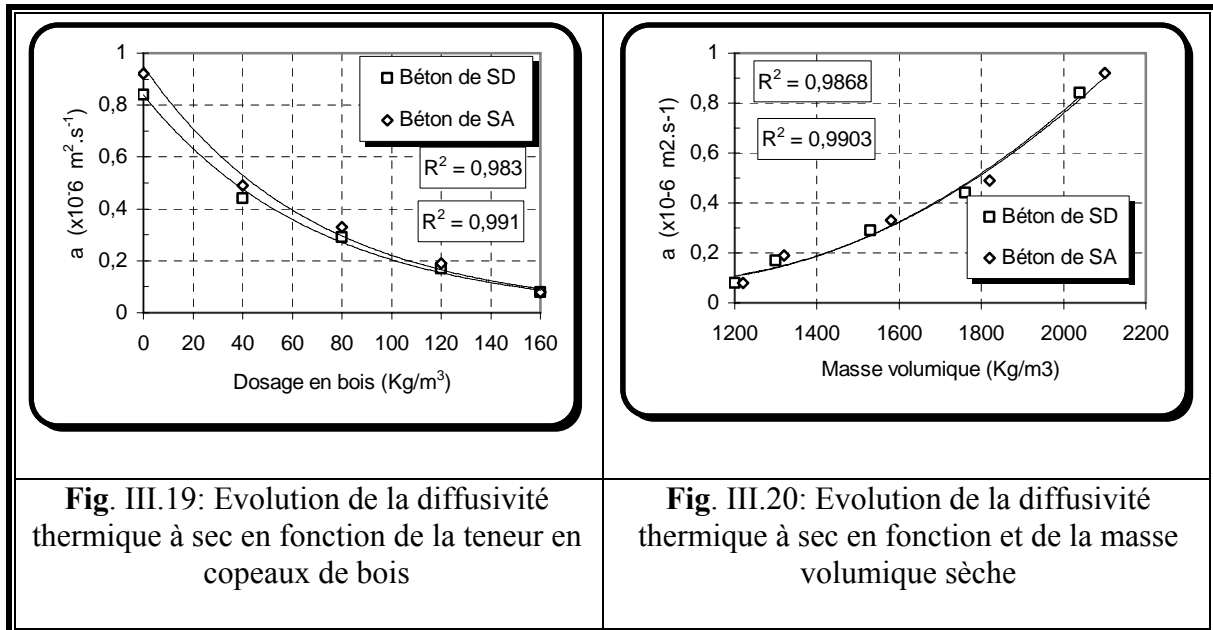 1
0,8
0,6
0,4
0,2
0
a (x10⁻⁶ m².s⁻¹)
Béton de SD
Béton de SA
R² = 0,983
R² = 0,991
0 20 40 60 80 100 120 140 160
Dosage en bois (Kg/m³)
1
0,8
0,6
0,4
0,2
0
a (x10-6 m2.s-1)
R² = 0,9868
R² = 0,9903
Béton de SD
Béton de SA
1200 1400 1600 1800 2000 2200
Masse volumique (Kg/m3)
Fig. III.19: Evolution de la diffusivité
thermique à sec en fonction de la teneur en
copeaux de bois
Fig. III.20: Evolution de la diffusivité
thermique à sec en fonction et de la masse
volumique sèche